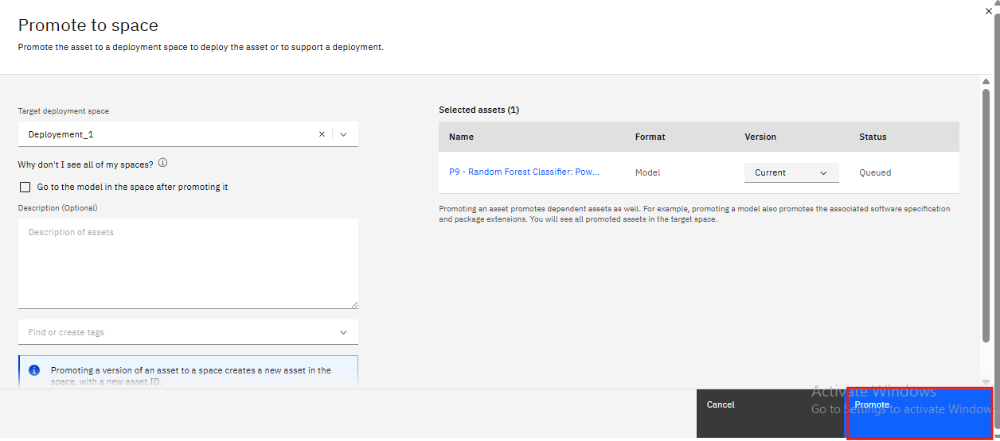 Promote to space
Promote the asset to a deployment space to deploy the asset or to support a deployment.
Target deployment space
Deployement_1
Why don't I see all of my spaces?
Go to the model in the space after promoting it
Description (Optional)
Description of assets
Find or create tags
Promoting a version of an asset to a space creates a new asset in the
space, with a new asset ID.
Selected assets (1)
Name Format Version Status
P9 - Random Forest Classifier: Pow... Model Current Queued
Promoting an asset promotes dependent assets as well. For example, promoting a model also promotes the associated software specification
and package extensions. You will see all promoted assets in the target space.
Activate Windows
Go to Settings to activate Windows.
Cancel
Promote